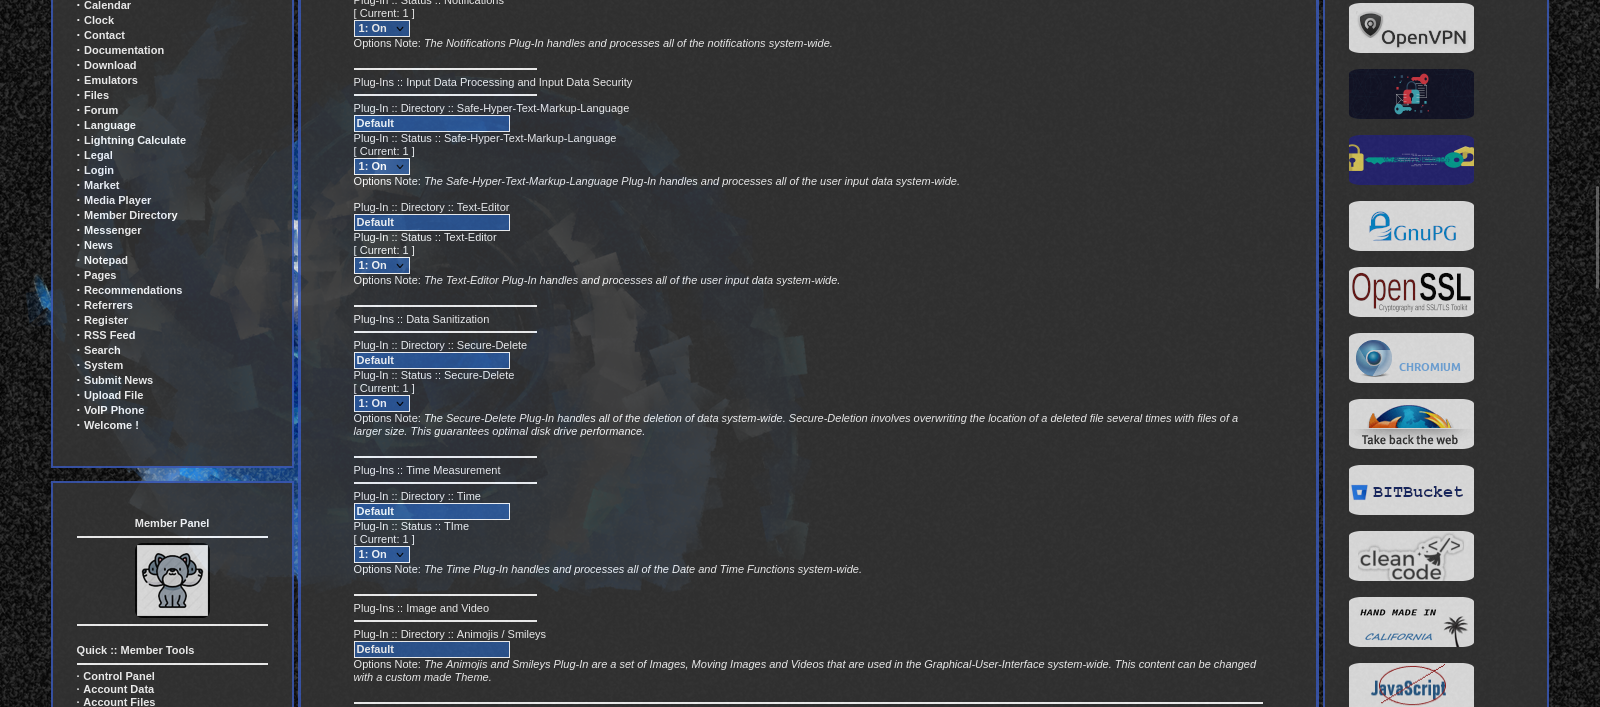 · Calendar
· Clock
· Contact
· Documentation
· Download
· Emulators
· Files
· Forum
· Language
· Lightning Calculate
· Legal
· Login
· Market
· Media Player
· Member Directory
· Messenger
· News
· Notepad
· Pages
· Recommendations
· Referrers
· Register
· RSS Feed
· Search
· System
· Submit News
· Upload File
· VoIP Phone
· Welcome !
Member Panel
Quick :: Member Tools
· Control Panel
· Account Data
· Account Files
Plug-In :: Status :: Notifications
[ Current: 1 ]
1: On
Options Note: The Notifications Plug-In handles and processes all of the notifications system-wide.
Plug-Ins :: Input Data Processing and Input Data Security
Plug-In :: Directory :: Safe-Hyper-Text-Markup-Language
Default
Plug-In :: Status :: Safe-Hyper-Text-Markup-Language
[ Current: 1 ]
1: On
Options Note: The Safe-Hyper-Text-Markup-Language Plug-In handles and processes all of the user input data system-wide.
Plug-In :: Directory :: Text-Editor
Default
Plug-In :: Status :: Text-Editor
[ Current: 1 ]
1: On
Options Note: The Text-Editor Plug-In handles and processes all of the user input data system-wide.
Plug-Ins :: Data Sanitization
Plug-In :: Directory :: Secure-Delete
Default
Plug-In :: Status :: Secure-Delete
[ Current: 1 ]
1: On
Options Note: The Secure-Delete Plug-In handles all of the deletion of data system-wide. Secure-Deletion involves overwriting the location of a deleted file several times with files of a
larger size. This guarantees optimal disk drive performance.
Plug-Ins :: Time Measurement
Plug-In :: Directory :: Time
Default
Plug-In :: Status :: TIme
[ Current: 1 ]
1: On
Options Note: The Time Plug-In handles and processes all of the Date and Time Functions system-wide.
Plug-Ins :: Image and Video
Plug-In :: Directory :: Animojis / Smileys
Default
Options Note: The Animojis and Smileys Plug-In are a set of Images, Moving Images and Videos that are used in the Graphical-User-Interface system-wide. This content can be changed
with a custom made Theme.
OpenVPN
GnuPG
OpenSSL
Cryptography and SSL/TLS Toolkit
CHROMIUM
Take back the web
BITBucket
clean </>
code
HAND MADE IN
CALIFORNIA
JavaScript